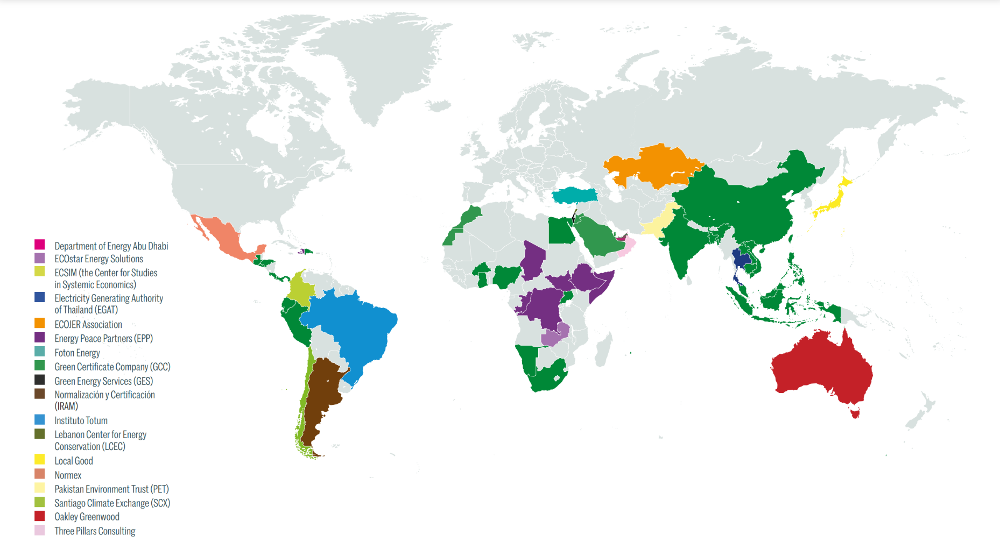 Department of Energy Abu Dhabi
ECOstar Energy Solutions
ECSIM (the Center for Studies
in Systemic Economics)
Electricity Generating Authority
of Thailand (EGAT)
ECOJER Association
Energy Peace Partners (EPP)
Foton Energy
Green Certificate Company (GCC)
Green Energy Services (GES)
Normalización y Certificación
(IRAM)
Instituto Totum
Lebanon Center for Energy
Conservation (LCEC)
Local Good
Normex
Pakistan Environment Trust (PET)
Santiago Climate Exchange (SCX)
Oakley Greenwood
Three Pillars Consulting